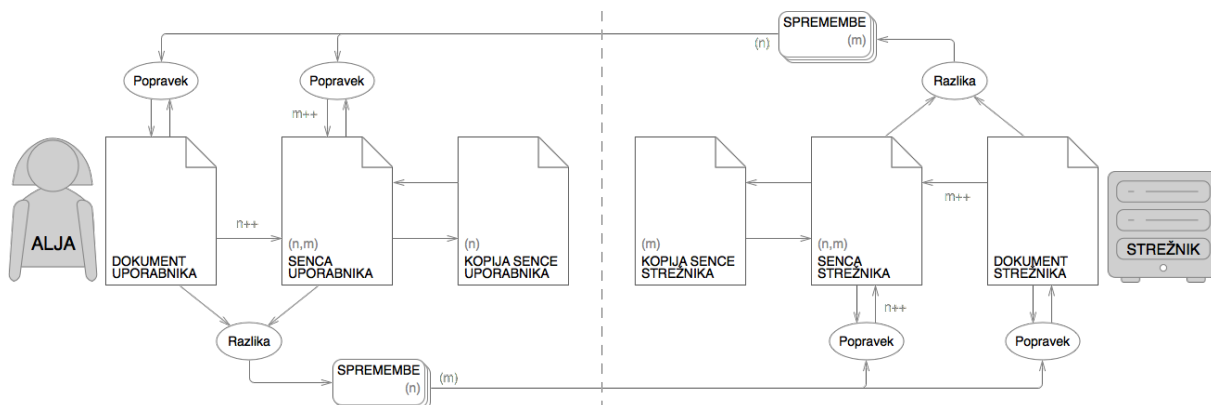 SPREMEMBE
(n)
(m)
Popravek
Popravek
Razlika
m++
m++
n++
ALJA
(n,m)
(n)
(m)
(n,m)
STREŽNIK
DOKUMENT
UPORABNIKA
SENCA
UPORABNIKA
KOPIJA SENCE
UPORABNIKA
KOPIJA SENCE
STREŽNIKA
SENCA
STREŽNIKA
DOKUMENT
STREŽNIKA
n++
Razlika
Popravek
Popravek
SPREMEMBE
(n)
(m)